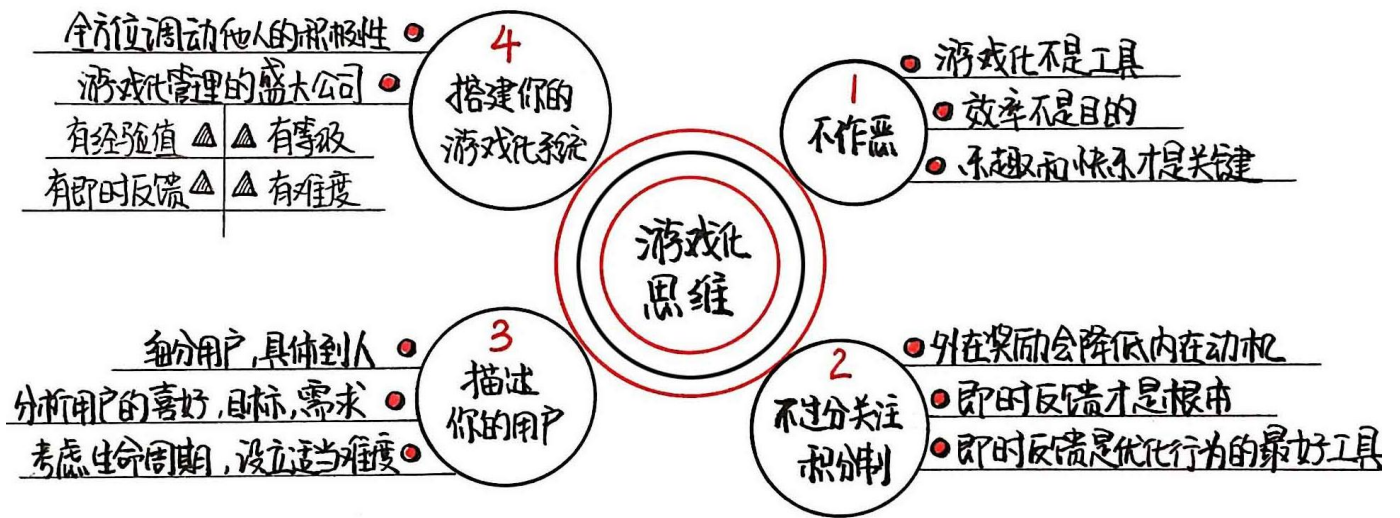 游戏化
思维
1
不作恶
游戏化不是工具
效率不是目的
乐趣和快乐才是关键
2
不过分关注
积分制
外在奖励会降低内在动机
即时反馈才是根本
即时反馈是优化行为的最好工具
3
描述
你的用户
细分用户,具体到人
分析用户的喜好,目标,需求
考虑生命周期,设立适当难度
4
搭建你的
游戏化系统
全方位调动他人的积极性
游戏化管理的盛大公司
有经验值 有等级
有即时反馈 有难度